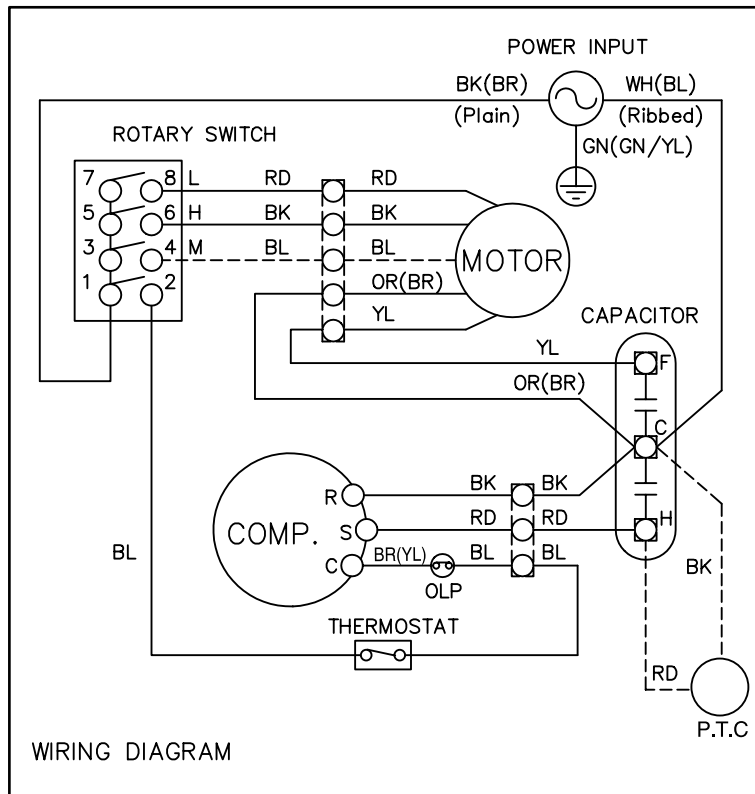 POWER INPUT
BK(BR) WH(BL)
(Plain) (Ribbed)
GN(GN/YL)
ROTARY SWITCH
7 8 L RD RD
5 6 H BK BK
3 4 M BL BL
MOTOR
1 2 OR(BR)
YL
CAPACITOR
YL F
OR(BR)
C
R BK BK
COMP. S RD RD H
C BR(YL) BL BL
OLP
BL BK
THERMOSTAT
RD
P.T.C
WIRING DIAGRAM